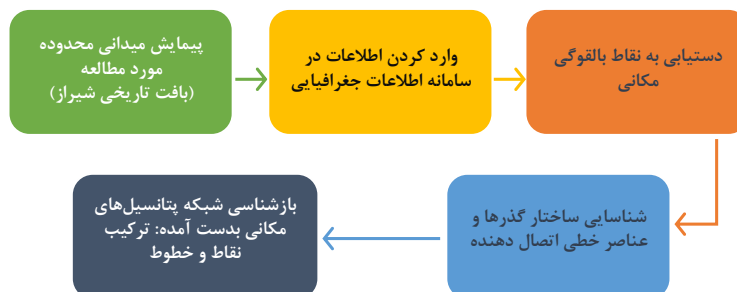 پیمایش میدانی محدوده
مورد مطالعه
(بافت تاریخی شیراز)
وارد کردن اطلاعات در
سامانه اطلاعات جغرافیایی
دستیابی به نقاط بالقوگی
مکانی
شناسایی ساختار گذرها و
عناصر خطی اتصال دهنده
بازشناسی شبکه پتانسیل‌های
مکانی بدست آمده: ترکیب
نقاط و خطوط